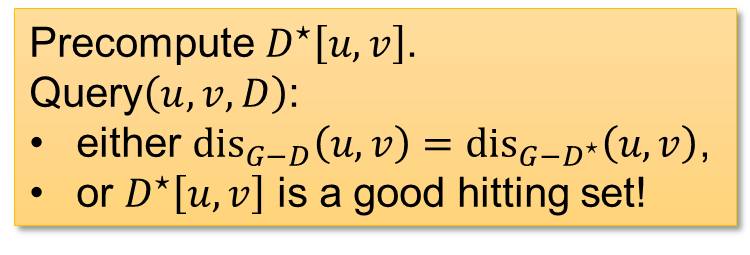 Precompute 𝐷⋆[𝑢, 𝑣].
Query(𝑢, 𝑣, 𝐷):
• either dis_{𝐺−𝐷}(𝑢, 𝑣) = dis_{𝐺−𝐷⋆}(𝑢, 𝑣),
• or 𝐷⋆[𝑢, 𝑣] is a good hitting set!